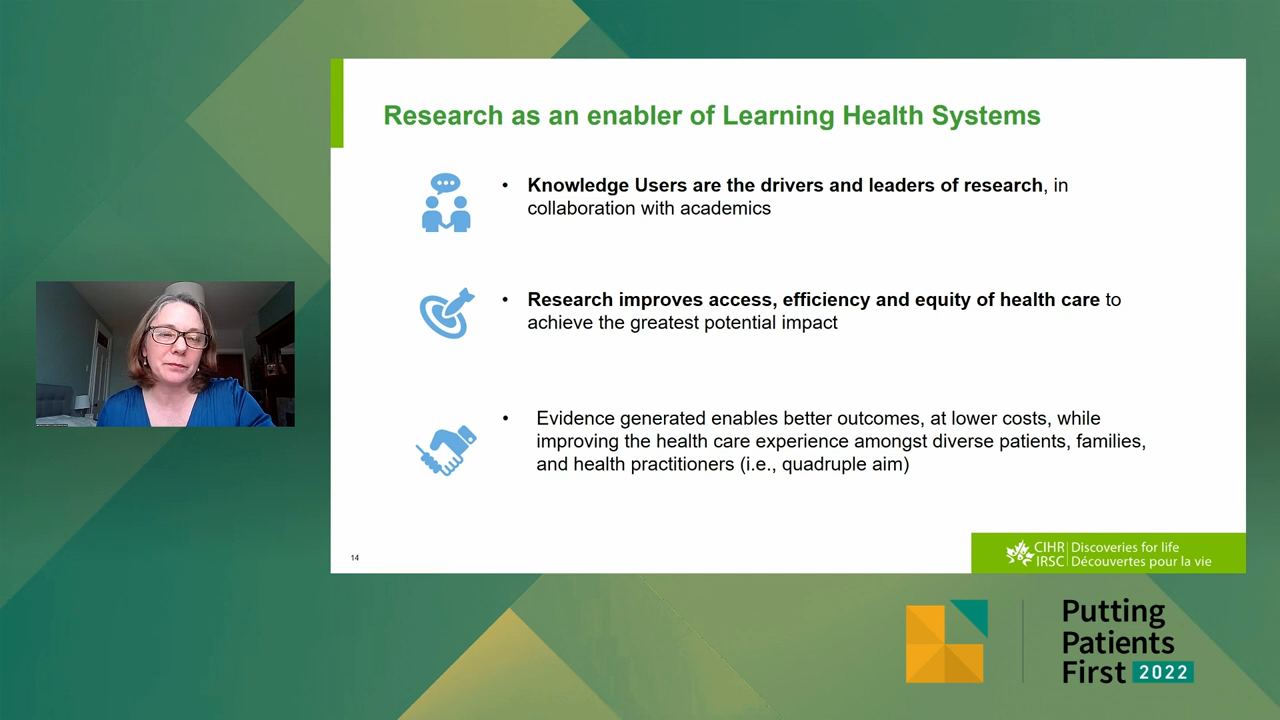 Research as an enabler of Learning Health Systems
• Knowledge Users are the drivers and leaders of research, in
collaboration with academics
• Research improves access, efficiency and equity of health care to
achieve the greatest potential impact
• Evidence generated enables better outcomes, at lower costs, while
improving the health care experience amongst diverse patients, families,
and health practitioners (i.e., quadruple aim)
14
CIHR Discoveries for life
IRSC Découvertes pour la vie
Putting
Patients
First 2022